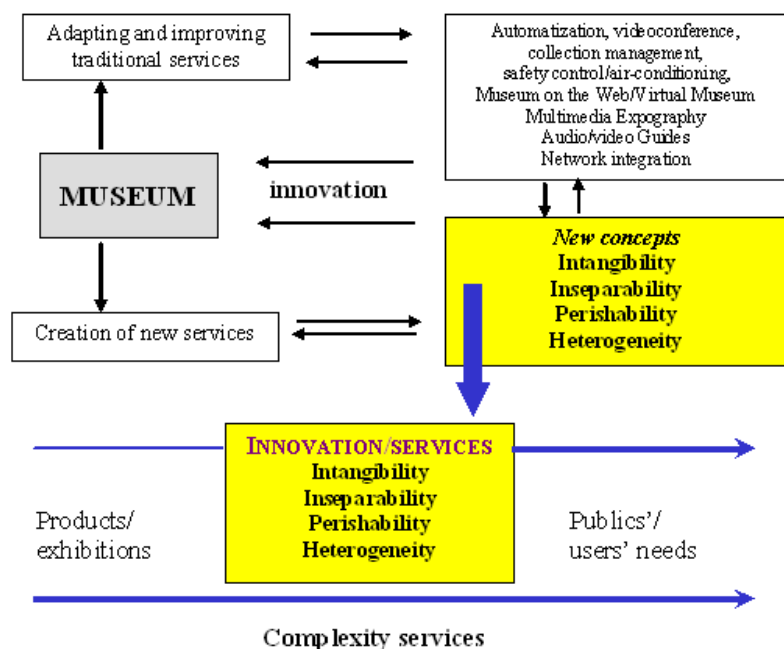 Adapting and improving
traditional services
Automatization, videoconference,
collection management,
safety control/air-conditioning,
Museum on the Web/Virtual Museum
Multimedia Expography
Audio/video Guides
Network integration
MUSEUM
innovation
New concepts
Intangibility
Inseparability
Perishability
Heterogeneity
Creation of new services
INNOVATION/SERVICES
Intangibility
Inseparability
Perishability
Heterogeneity
Products/
exhibitions
Publics'/
users' needs
Complexity services